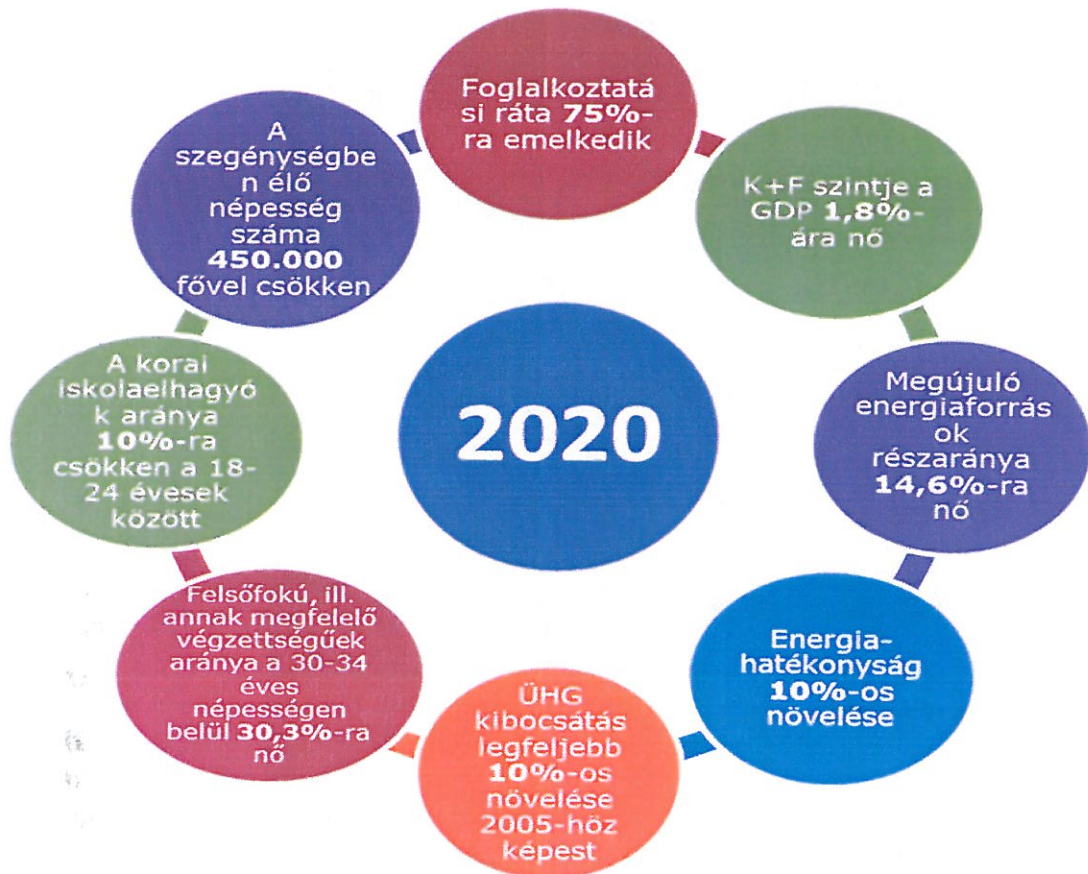 Foglalkoztatá
si ráta 75%-
ra emelkedik
K+F szintje a
GDP 1,8%-
ára nő
Megújuló
energiaforrás
ok
részaránya
14,6%-ra
nő
Energia-
hatékonyság
10%-os
növelése
ÜHG
kibocsátás
legfeljebb
10%-os
növelése
2005-höz
képest
Felsőfokú, ill.
annak megfelelő
végzettségűek
aránya a 30-34
éves
népességen
belül 30,3%-ra
nő
A korai
iskolaelhagyó
k aránya
10%-ra
csökken a 18-
24 évesek
között
A
szegénységbe
n élő
népesség
száma
450.000
fővel csökken
2020